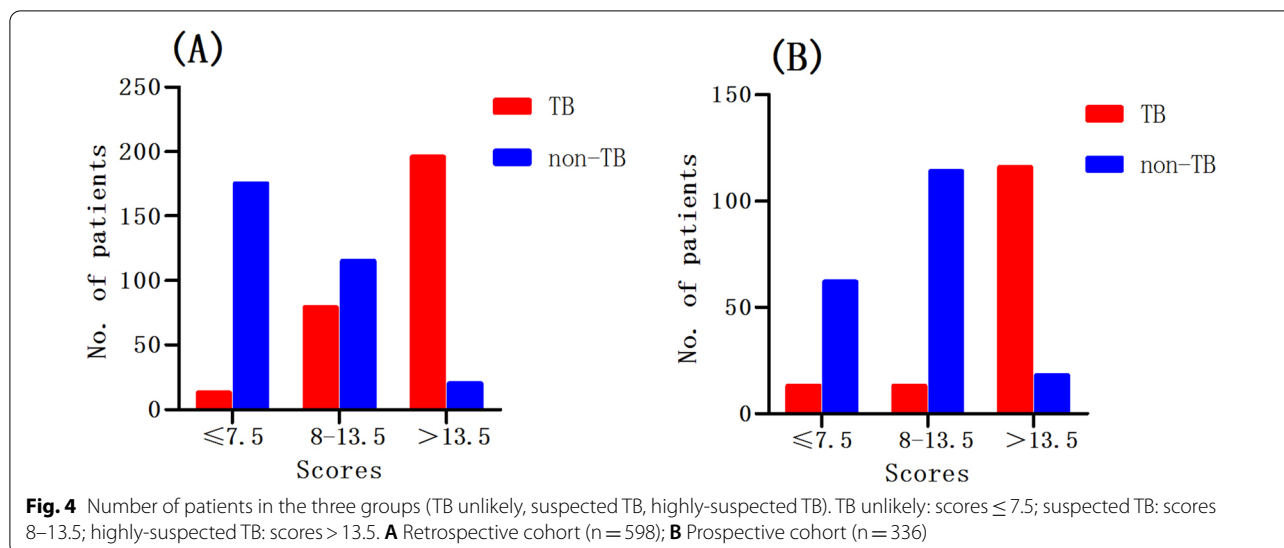 (A)
250
200
150
100
50
0
No. of patients
TB
non-TB
≤7.5 8-13.5 >13.5
Scores
(B)
150
100
50
0
No. of patients
TB
non-TB
≤7.5 8-13.5 >13.5
Scores
Fig. 4 Number of patients in the three groups (TB unlikely, suspected TB, highly-suspected TB). TB unlikely: scores ≤ 7.5; suspected TB: scores
8–13.5; highly-suspected TB: scores > 13.5. A Retrospective cohort (n = 598); B Prospective cohort (n = 336)